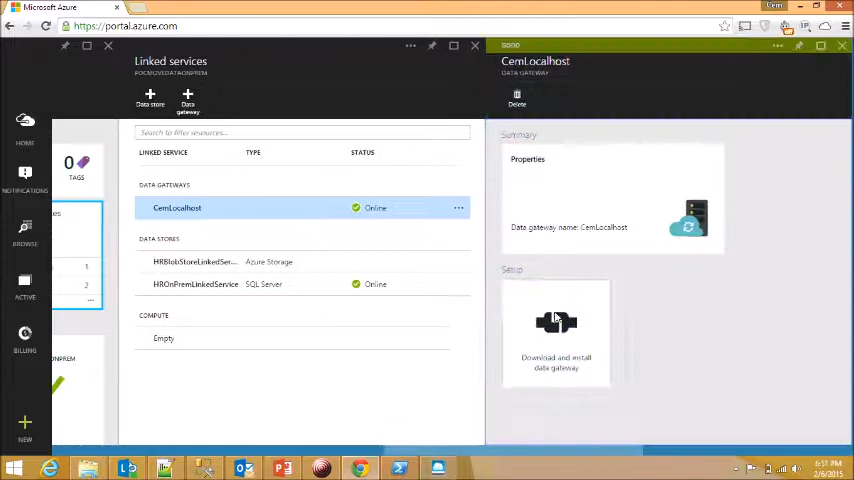 Microsoft Azure
Cem
https://portal.azure.com
Linked services
POCMOVEDATAONPREM
GOOD
CemLocalhost
DATA GATEWAY
Data store
Data
gateway
Delete
Search to filter resources...
LINKED SERVICE
TYPE
STATUS
Summary
Properties
0
TAGS
DATA GATEWAYS
CemLocalhost
Online
DATA STORES
Data gateway name: CemLocalhost
HRBlobStoreLinkedSer...
Azure Storage
HROnPremLinkedService
SQL Server
Online
1
2
Setup
COMPUTE
Empty
Download and install
data gateway
HOME
NOTIFICATIONS
BROWSE
ACTIVE
BILLING
NEW
6:51 PM
2/6/2015